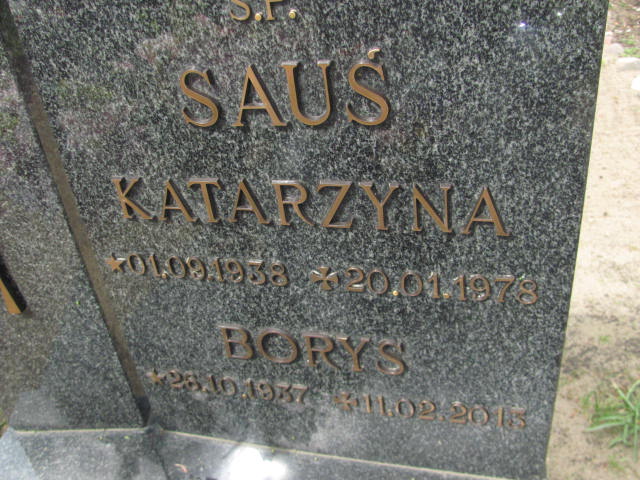 Ś.P.
SAUŚ
KATARZYNA
*01.09.1938 ✠20.01.1978
BORYS
*28.10.1937 ✠11.02.2013